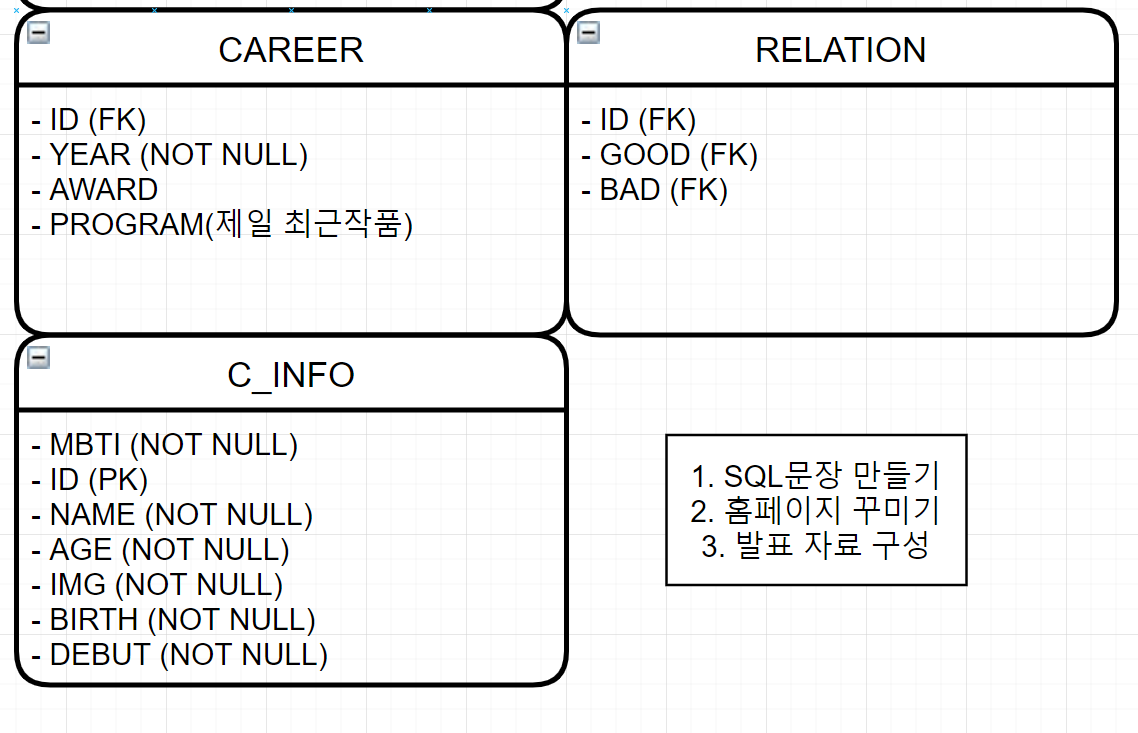 CAREER
- ID (FK)
- YEAR (NOT NULL)
- AWARD
- PROGRAM(제일 최근작품)
RELATION
- ID (FK)
- GOOD (FK)
- BAD (FK)
C_INFO
- MBTI (NOT NULL)
- ID (PK)
- NAME (NOT NULL)
- AGE (NOT NULL)
- IMG (NOT NULL)
- BIRTH (NOT NULL)
- DEBUT (NOT NULL)
1. SQL문장 만들기
2. 홈페이지 꾸미기
3. 발표 자료 구성